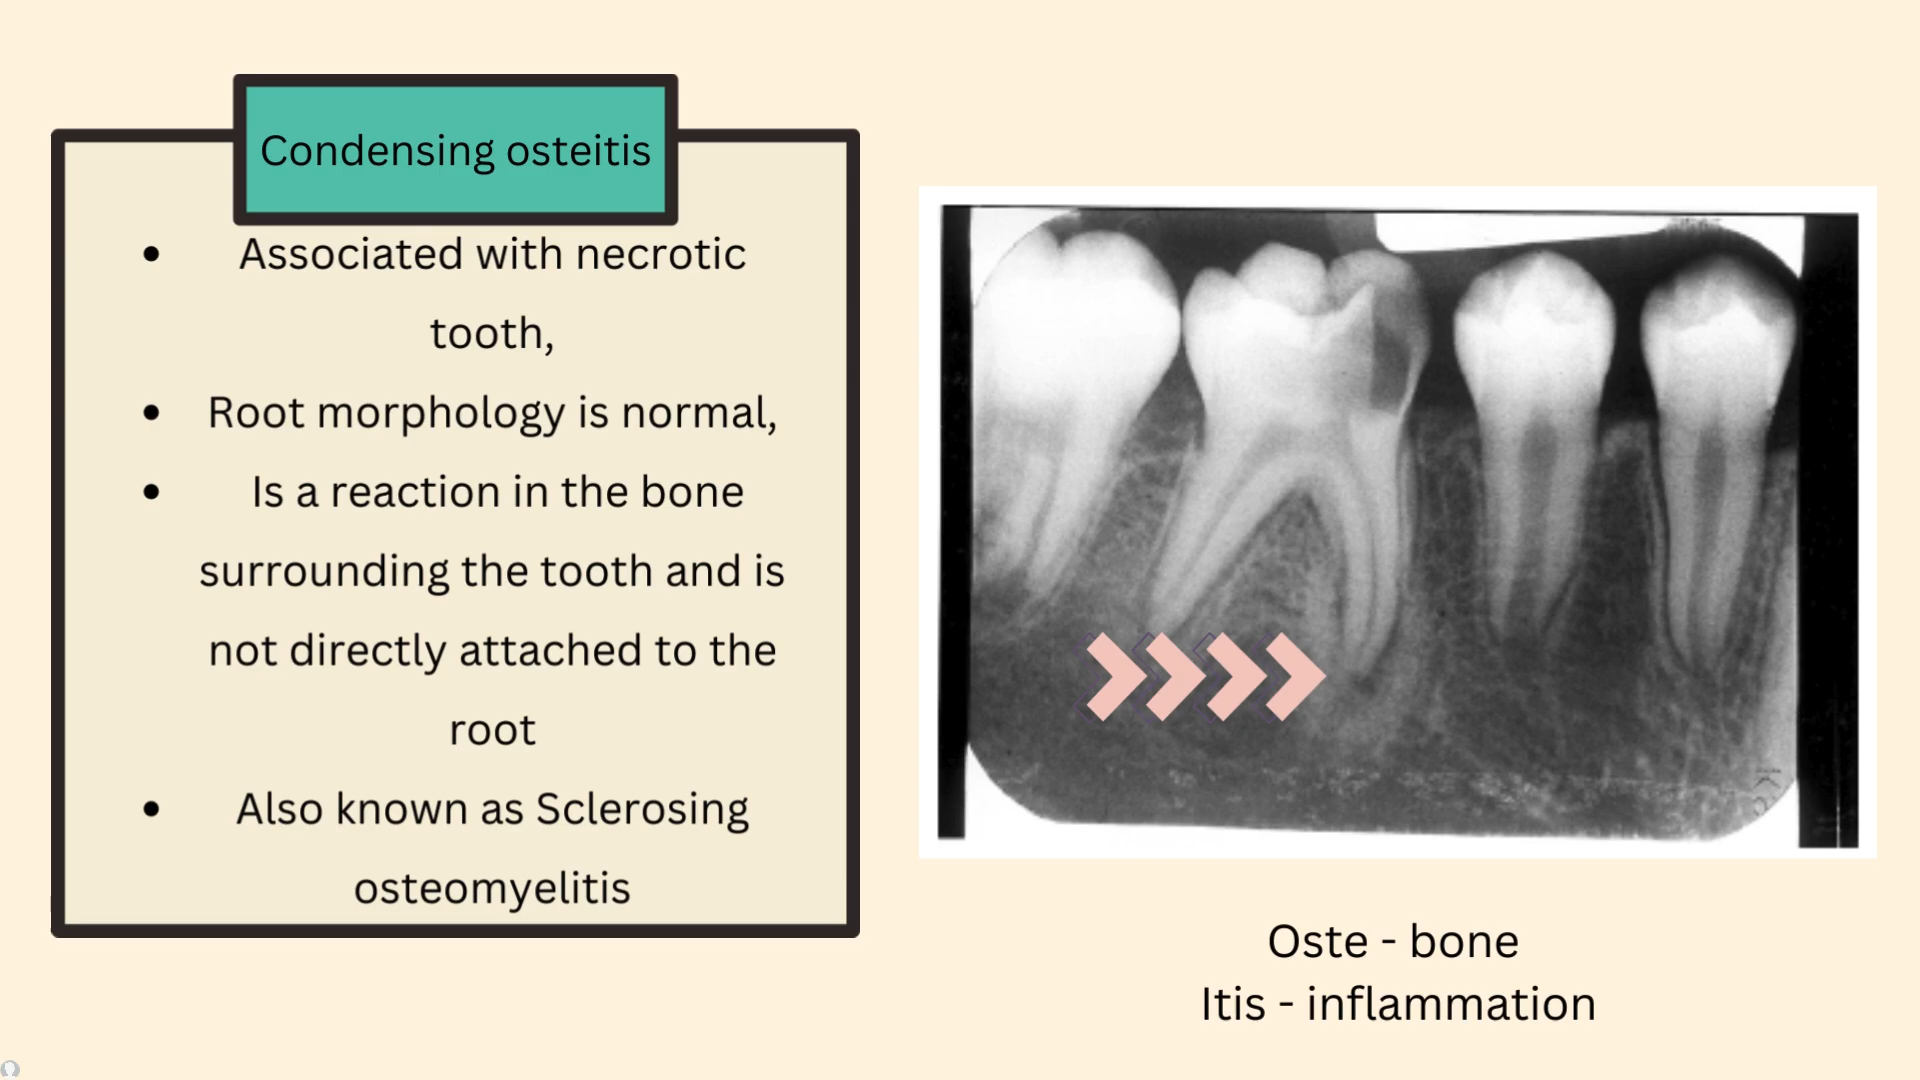 Condensing osteitis
• Associated with necrotic
tooth,
• Root morphology is normal,
• Is a reaction in the bone
surrounding the tooth and is
not directly attached to the
root
• Also known as Sclerosing
osteomyelitis
Oste - bone
Itis - inflammation